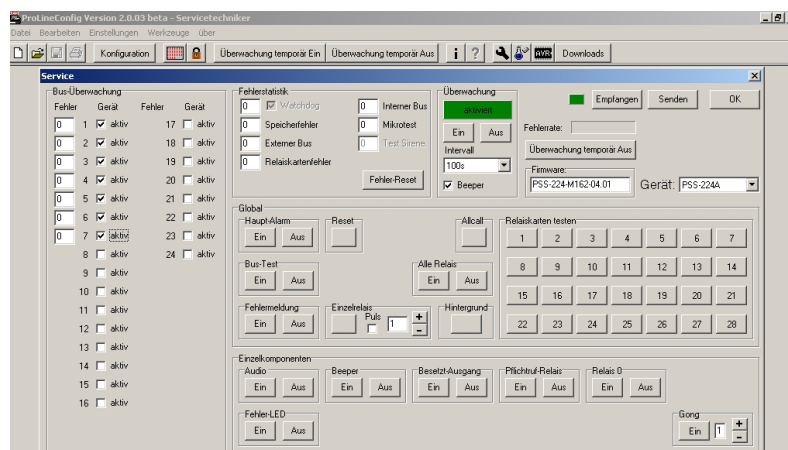 ProLineConfig Version 2.0.03 beta - Servicetechniker
Datei Bearbeiten Einstellungen Werkzeuge über
Konfiguration Überwachung temporär Ein Überwachung temporär Aus i ? AVR Downloads
Service
Bus-Überwachung
Fehler Gerät Fehler Gerät
0 1 aktiv 17 aktiv
0 2 aktiv 18 aktiv
0 3 aktiv 19 aktiv
0 4 aktiv 20 aktiv
0 5 aktiv 21 aktiv
0 6 aktiv 22 aktiv
0 7 aktiv 23 aktiv
8 aktiv 24 aktiv
9 aktiv
10 aktiv
11 aktiv
12 aktiv
13 aktiv
14 aktiv
15 aktiv
16 aktiv
Fehlerstatistik
0 Watchdog 0 Interner Bus
0 Speicherfehler 0 Mikrotest
0 Externer Bus 0 Test Sirene
0 Relaiskartenfehler
Fehler-Reset
Überwachung
aktiviert
Ein Aus
Intervall
100s
Beeper
Empfangen Senden OK
Fehlerrate:
Überwachung temporär Aus
Firmware:
PSS-224-M162-04.01 Gerät: PSS-224A
Global
Haupt-Alarm Reset Allcall
Ein Aus
Bus-Test Alle Relais
Ein Aus Ein Aus
Fehlermeldung Einzelrelais Hintergrund
Ein Aus Puls 1 + -
Relaiskarten testen
1 2 3 4 5 6 7
8 9 10 11 12 13 14
15 16 17 18 19 20 21
22 23 24 25 26 27 28
Einzelkomponenten
Audio Beeper Besetzt-Ausgang Pflichtruf-Relais Relais 0
Ein Aus Ein Aus Ein Aus Ein Aus Ein Aus
Fehler-LED Gong
Ein Aus Ein 1 + -